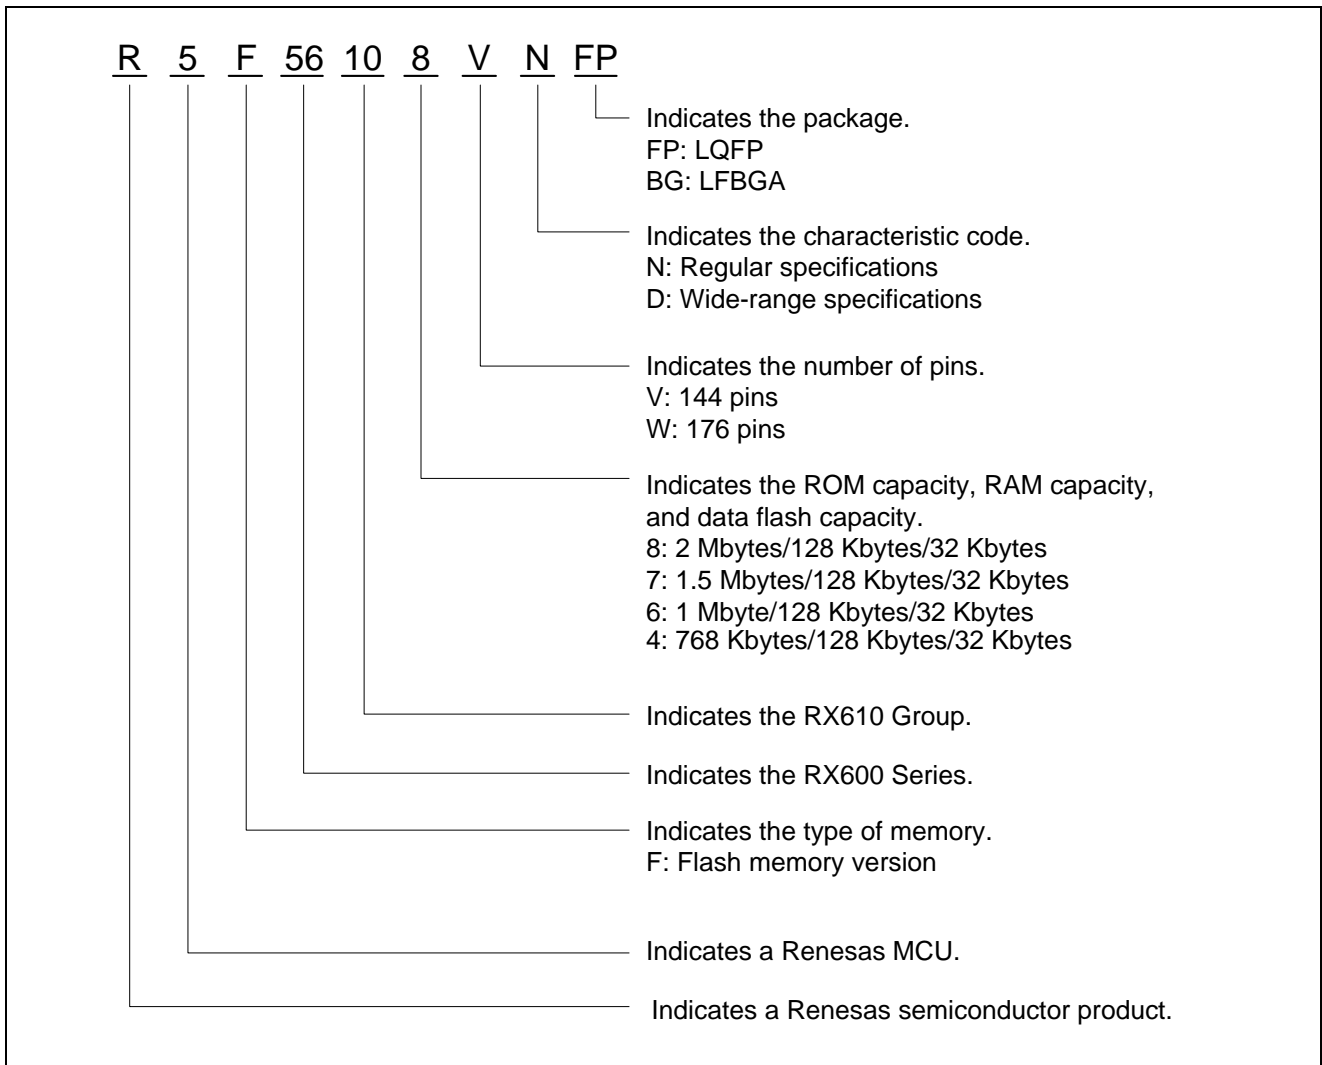 R 5 F 56 10 8 V N FP
Indicates the package.
FP: LQFP
BG: LFBGA
Indicates the characteristic code.
N: Regular specifications
D: Wide-range specifications
Indicates the number of pins.
V: 144 pins
W: 176 pins
Indicates the ROM capacity, RAM capacity,
and data flash capacity.
8: 2 Mbytes/128 Kbytes/32 Kbytes
7: 1.5 Mbytes/128 Kbytes/32 Kbytes
6: 1 Mbyte/128 Kbytes/32 Kbytes
4: 768 Kbytes/128 Kbytes/32 Kbytes
Indicates the RX610 Group.
Indicates the RX600 Series.
Indicates the type of memory.
F: Flash memory version
Indicates a Renesas MCU.
Indicates a Renesas semiconductor product.